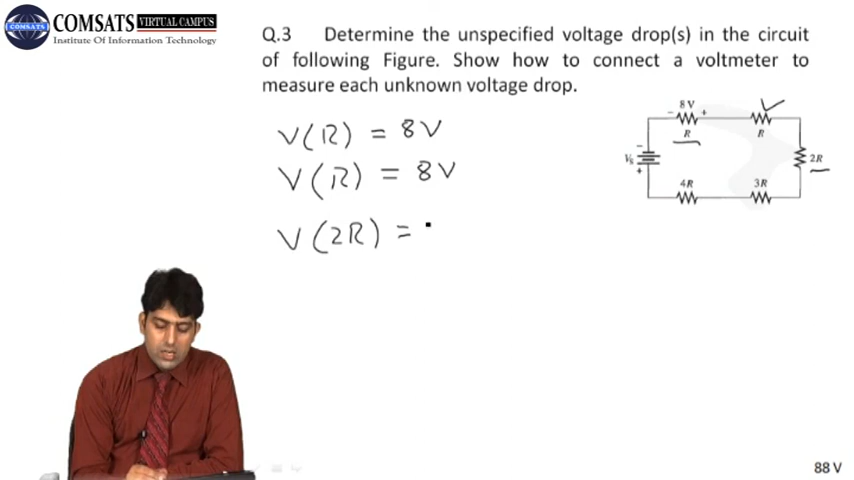 COMSATS
COMSATS VIRTUAL CAMPUS
Institute Of Information Technology
Q.3 Determine the unspecified voltage drop(s) in the circuit
of following Figure. Show how to connect a voltmeter to
measure each unknown voltage drop.
V(R) = 8V
V(R) = 8V
V(2R) =
8 V
- +
R
R
Vs
-
+
2R
4R
3R
88 V